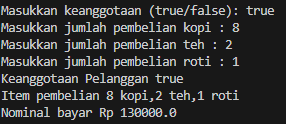 Masukkan keanggotaan (true/false): true
Masukkan jumlah pembelian kopi : 8
Masukkan jumlah pembelian teh : 2
Masukkan jumlah pembelian roti : 1
Keanggotaan Pelanggan true
Item pembelian 8 kopi,2 teh,1 roti
Nominal bayar Rp 130000.0